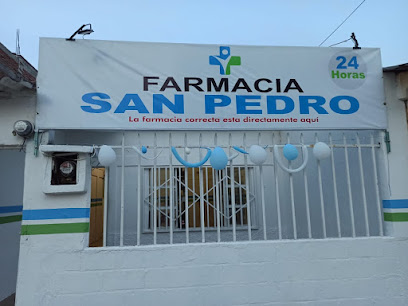 24
Horas
FARMACIA
SAN PEDRO
La farmacia correcta esta directamente aqui